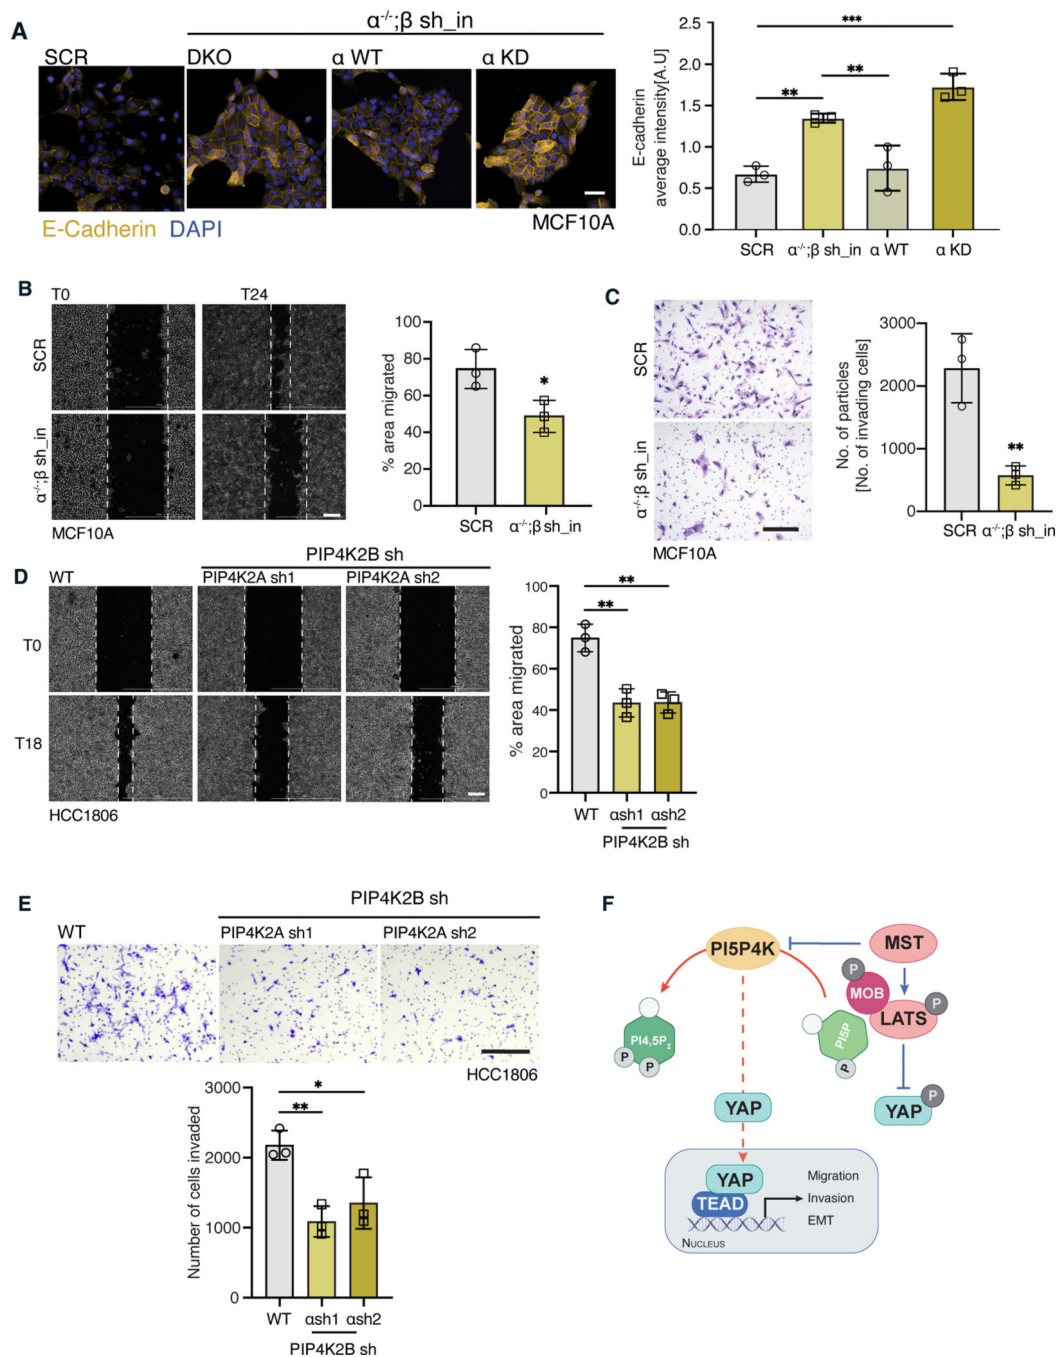 A
α⁻/⁻;β sh_in
SCR
DKO
α WT
α KD
E-Cadherin DAPI
MCF10A
E-cadherin
average intensity[A.U]
2.5
2.0
1.5
1.0
0.5
0.0
***
**
**
SCR
α⁻/⁻;β sh_in
α WT
α KD
B
T0
T24
SCR
α⁻/⁻;β sh_in
MCF10A
% area migrated
100
80
60
40
20
0
*
SCR
α⁻/⁻;β sh_in
C
SCR
α⁻/⁻;β sh_in
MCF10A
No. of particles
[No. of invading cells]
3000
2000
1000
0
**
SCR
α⁻/⁻;β sh_in
D
PIP4K2B sh
WT
PIP4K2A sh1
PIP4K2A sh2
T0
T18
HCC1806
% area migrated
100
80
60
40
20
0
**
**
WT
αsh1
αsh2
PIP4K2B sh
E
PIP4K2B sh
WT
PIP4K2A sh1
PIP4K2A sh2
HCC1806
Number of cells invaded
3000
2000
1000
0
*
**
WT
αsh1
αsh2
PIP4K2B sh
F
PI5P4K
MST
P
MOB
LATS
P
PI4,5P₂
P
P
PI5P
P
YAP
P
YAP
YAP
TEAD
Migration
Invasion
EMT
Nucleus